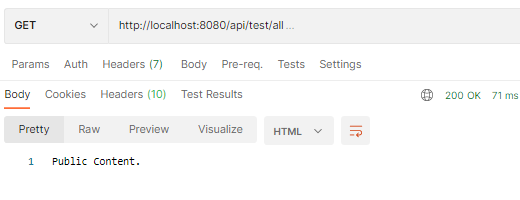 GET http://localhost:8080/api/test/all ...
Params Auth Headers (7) Body Pre-req. Tests Settings
Body Cookies Headers (10) Test Results 200 OK 71 ms
Pretty Raw Preview Visualize HTML
1 Public Content.